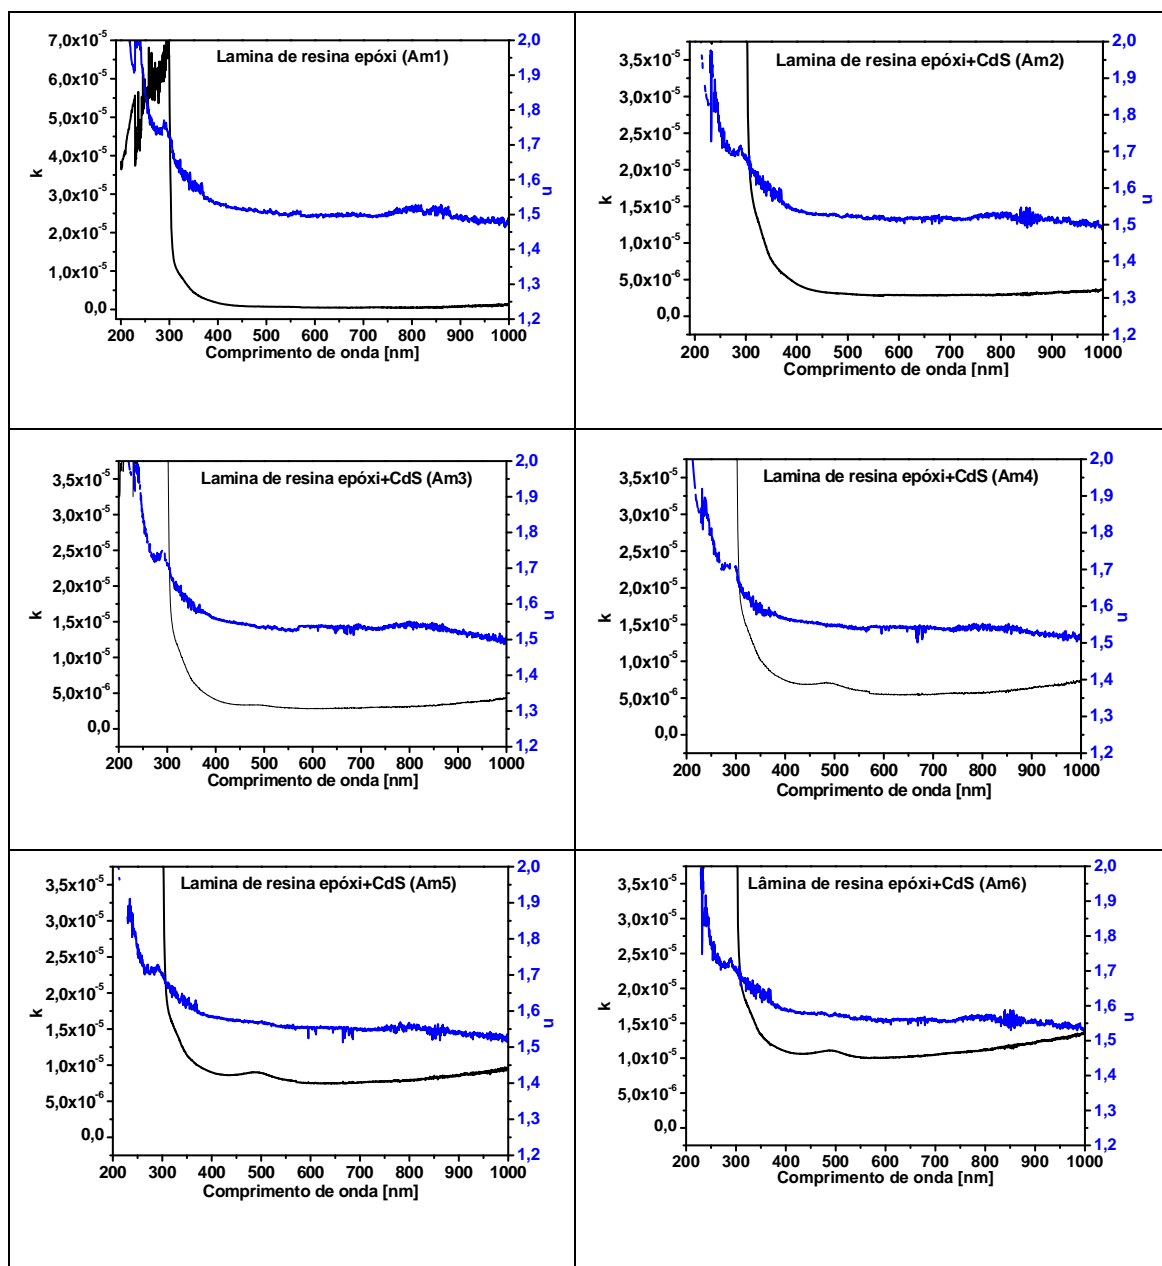 Lamina de resina epóxi (Am1)
7,0x10-5
6,0x10-5
5,0x10-5
4,0x10-5
3,0x10-5
2,0x10-5
1,0x10-5
0,0
k
2,0
1,9
1,8
1,7
1,6
1,5
1,4
1,3
1,2
n
200 300 400 500 600 700 800 900 1000
Comprimento de onda [nm]
Lamina de resina epóxi+CdS (Am2)
3,5x10-5
3,0x10-5
2,5x10-5
2,0x10-5
1,5x10-5
1,0x10-5
5,0x10-6
0,0
k
2,0
1,9
1,8
1,7
1,6
1,5
1,4
1,3
1,2
n
200 300 400 500 600 700 800 900 1000
Comprimento de onda [nm]
Lamina de resina epóxi+CdS (Am3)
3,5x10-5
3,0x10-5
2,5x10-5
2,0x10-5
1,5x10-5
1,0x10-5
5,0x10-6
0,0
k
2,0
1,9
1,8
1,7
1,6
1,5
1,4
1,3
1,2
n
200 300 400 500 600 700 800 900 1000
Comprimento de onda [nm]
Lamina de resina epóxi+CdS (Am4)
3,5x10-5
3,0x10-5
2,5x10-5
2,0x10-5
1,5x10-5
1,0x10-5
5,0x10-6
0,0
k
2,0
1,9
1,8
1,7
1,6
1,5
1,4
1,3
1,2
n
200 300 400 500 600 700 800 900 1000
Comprimento de onda [nm]
Lamina de resina epóxi+CdS (Am5)
3,5x10-5
3,0x10-5
2,5x10-5
2,0x10-5
1,5x10-5
1,0x10-5
5,0x10-6
0,0
k
2,0
1,9
1,8
1,7
1,6
1,5
1,4
1,3
1,2
n
200 300 400 500 600 700 800 900 1000
Comprimento de onda [nm]
Lâmina de resina epóxi+CdS (Am6)
3,5x10-5
3,0x10-5
2,5x10-5
2,0x10-5
1,5x10-5
1,0x10-5
5,0x10-6
0,0
k
2,0
1,9
1,8
1,7
1,6
1,5
1,4
1,3
1,2
n
200 300 400 500 600 700 800 900 1000
Comprimento de onda [nm]